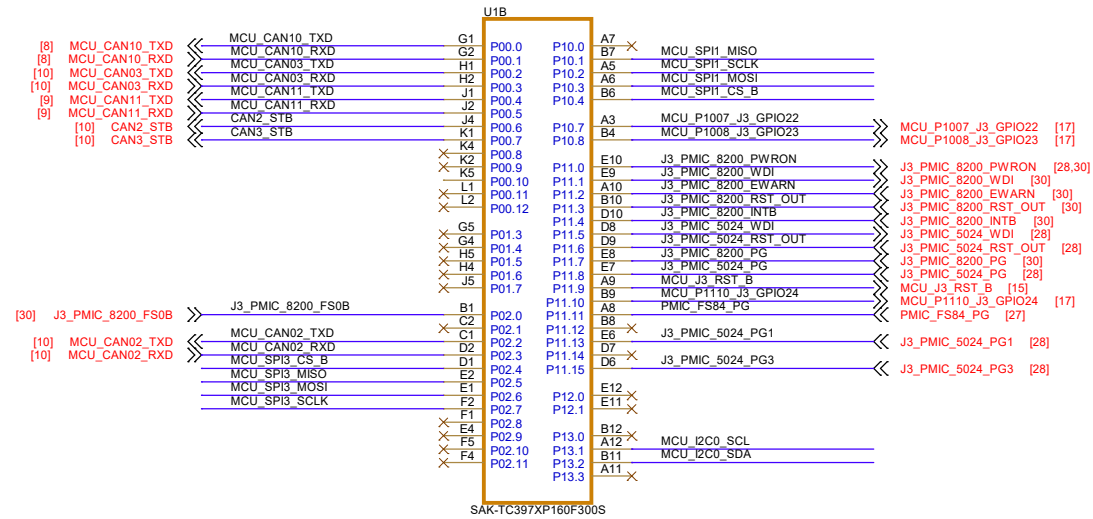 U1B
[8] MCU_CAN10_TXD MCU_CAN10_TXD G1 P00.0 P10.0 A7
[8] MCU_CAN10_RXD MCU_CAN10_RXD G2 P00.1 P10.1 B7 MCU_SPI1_MISO
[10] MCU_CAN03_TXD MCU_CAN03_TXD H1 P00.2 P10.2 A5 MCU_SPI1_SCLK
[10] MCU_CAN03_RXD MCU_CAN03_RXD H2 P00.3 P10.3 A6 MCU_SPI1_MOSI
[9] MCU_CAN11_TXD MCU_CAN11_TXD J1 P00.4 P10.4 B6 MCU_SPI1_CS_B
[9] MCU_CAN11_RXD MCU_CAN11_RXD J2 P00.5
[10] CAN2_STB CAN2_STB J4 P00.6 P10.7 A3 MCU_P1007_J3_GPIO22 MCU_P1007_J3_GPIO22 [17]
[10] CAN3_STB CAN3_STB K1 P00.7 P10.8 B4 MCU_P1008_J3_GPIO23 MCU_P1008_J3_GPIO23 [17]
K4 P00.8
K2 P00.9 P11.0 E10 J3_PMIC_8200_PWRON J3_PMIC_8200_PWRON [28,30]
K5 P00.10 P11.1 E9 J3_PMIC_8200_WDI J3_PMIC_8200_WDI [30]
L1 P00.11 P11.2 A10 J3_PMIC_8200_EWARN J3_PMIC_8200_EWARN [30]
L2 P00.12 P11.3 B10 J3_PMIC_8200_RST_OUT J3_PMIC_8200_RST_OUT [30]
P11.4 D10 J3_PMIC_8200_INTB J3_PMIC_8200_INTB [30]
G5 P01.3 P11.5 D8 J3_PMIC_5024_WDI J3_PMIC_5024_WDI [28]
G4 P01.4 P11.6 D9 J3_PMIC_5024_RST_OUT J3_PMIC_5024_RST_OUT [28]
H5 P01.5 P11.7 E8 J3_PMIC_8200_PG J3_PMIC_8200_PG [30]
H4 P01.6 P11.8 E7 J3_PMIC_5024_PG J3_PMIC_5024_PG [28]
J5 P01.7 P11.9 A9 MCU_J3_RST_B MCU_J3_RST_B [15]
P11.10 B9 MCU_P1110_J3_GPIO24 MCU_P1110_J3_GPIO24 [17]
[30] J3_PMIC_8200_FS0B J3_PMIC_8200_FS0B B1 P02.0 P11.11 A8 PMIC_FS84_PG PMIC_FS84_PG [27]
C2 P02.1 P11.12 B8
[10] MCU_CAN02_TXD MCU_CAN02_TXD C1 P02.2 P11.13 E6 J3_PMIC_5024_PG1 J3_PMIC_5024_PG1 [28]
[10] MCU_CAN02_RXD MCU_CAN02_RXD D2 P02.3 P11.14 D7
MCU_SPI3_CS_B D1 P02.4 P11.15 D6 J3_PMIC_5024_PG3 J3_PMIC_5024_PG3 [28]
MCU_SPI3_MISO E2 P02.5
MCU_SPI3_MOSI E1 P02.6 P12.0 E12
MCU_SPI3_SCLK F2 P02.7 P12.1 E11
F1 P02.8
E4 P02.9 P13.0 B12
F5 P02.10 P13.1 A12 MCU_I2C0_SCL
F4 P02.11 P13.2 B11 MCU_I2C0_SDA
P13.3 A11
SAK-TC397XP160F300S